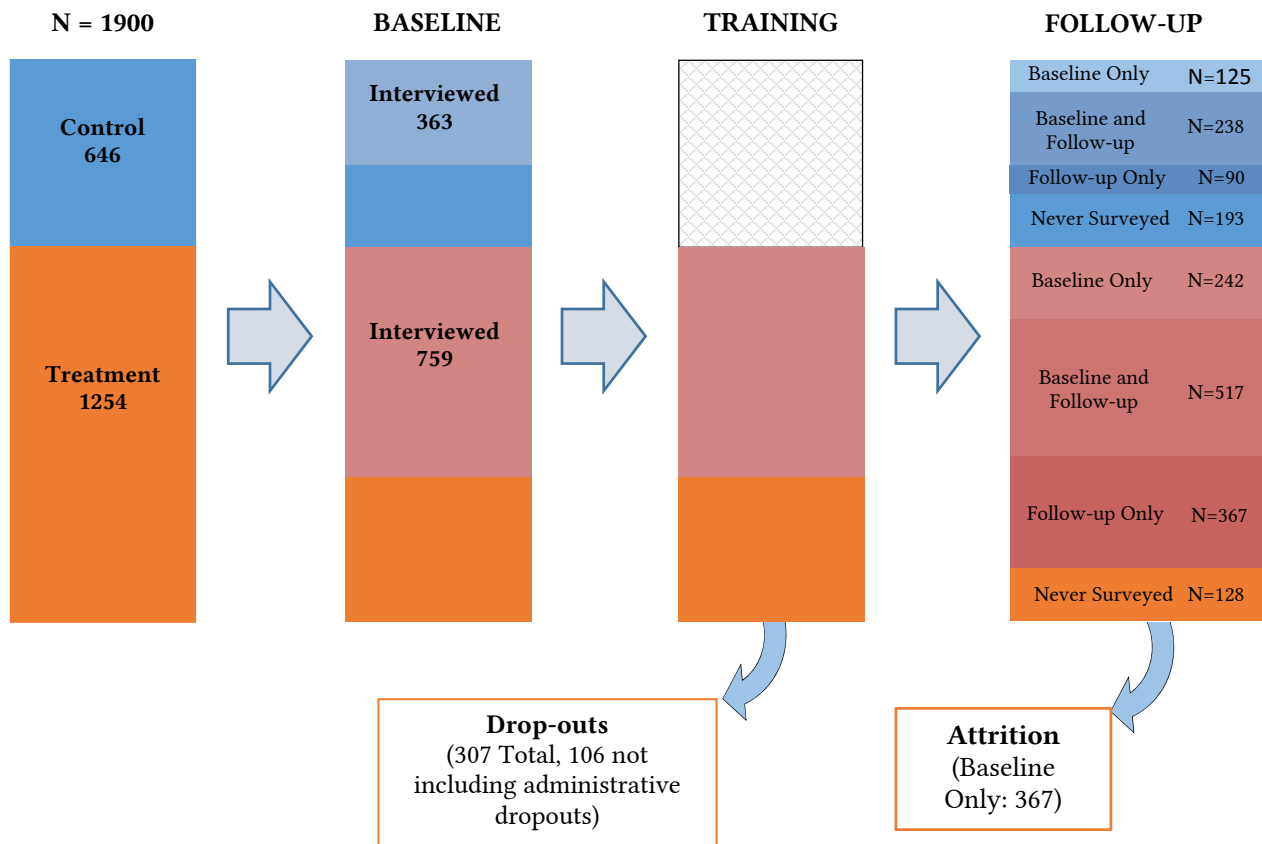 N = 1900
BASELINE
TRAINING
FOLLOW-UP
Control
646
Treatment
1254
Interviewed
363
Interviewed
759
Baseline Only N=125
Baseline and
Follow-up
N=238
Follow-up Only N=90
Never Surveyed N=193
Baseline Only N=242
Baseline and
Follow-up
N=517
Follow-up Only N=367
Never Surveyed N=128
Drop-outs
(307 Total, 106 not
including administrative
dropouts)
Attrition
(Baseline
Only: 367)